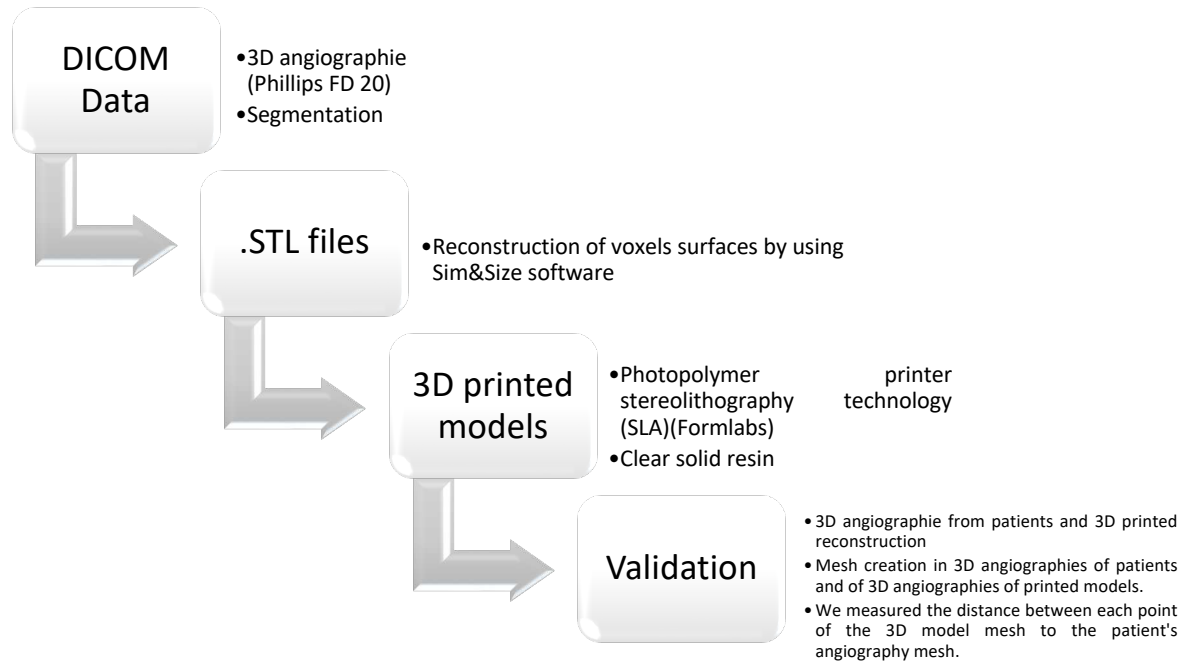 DICOM
Data
•3D angiographie
(Phillips FD 20)
•Segmentation
.STL files
•Reconstruction of voxels surfaces by using
Sim&Size software
3D printed
models
•Photopolymer printer
stereolithography technology
(SLA)(Formlabs)
•Clear solid resin
Validation
• 3D angiographie from patients and 3D printed
reconstruction
• Mesh creation in 3D angiographies of patients
and of 3D angiographies of printed models.
• We measured the distance between each point
of the 3D model mesh to the patient's
angiography mesh.